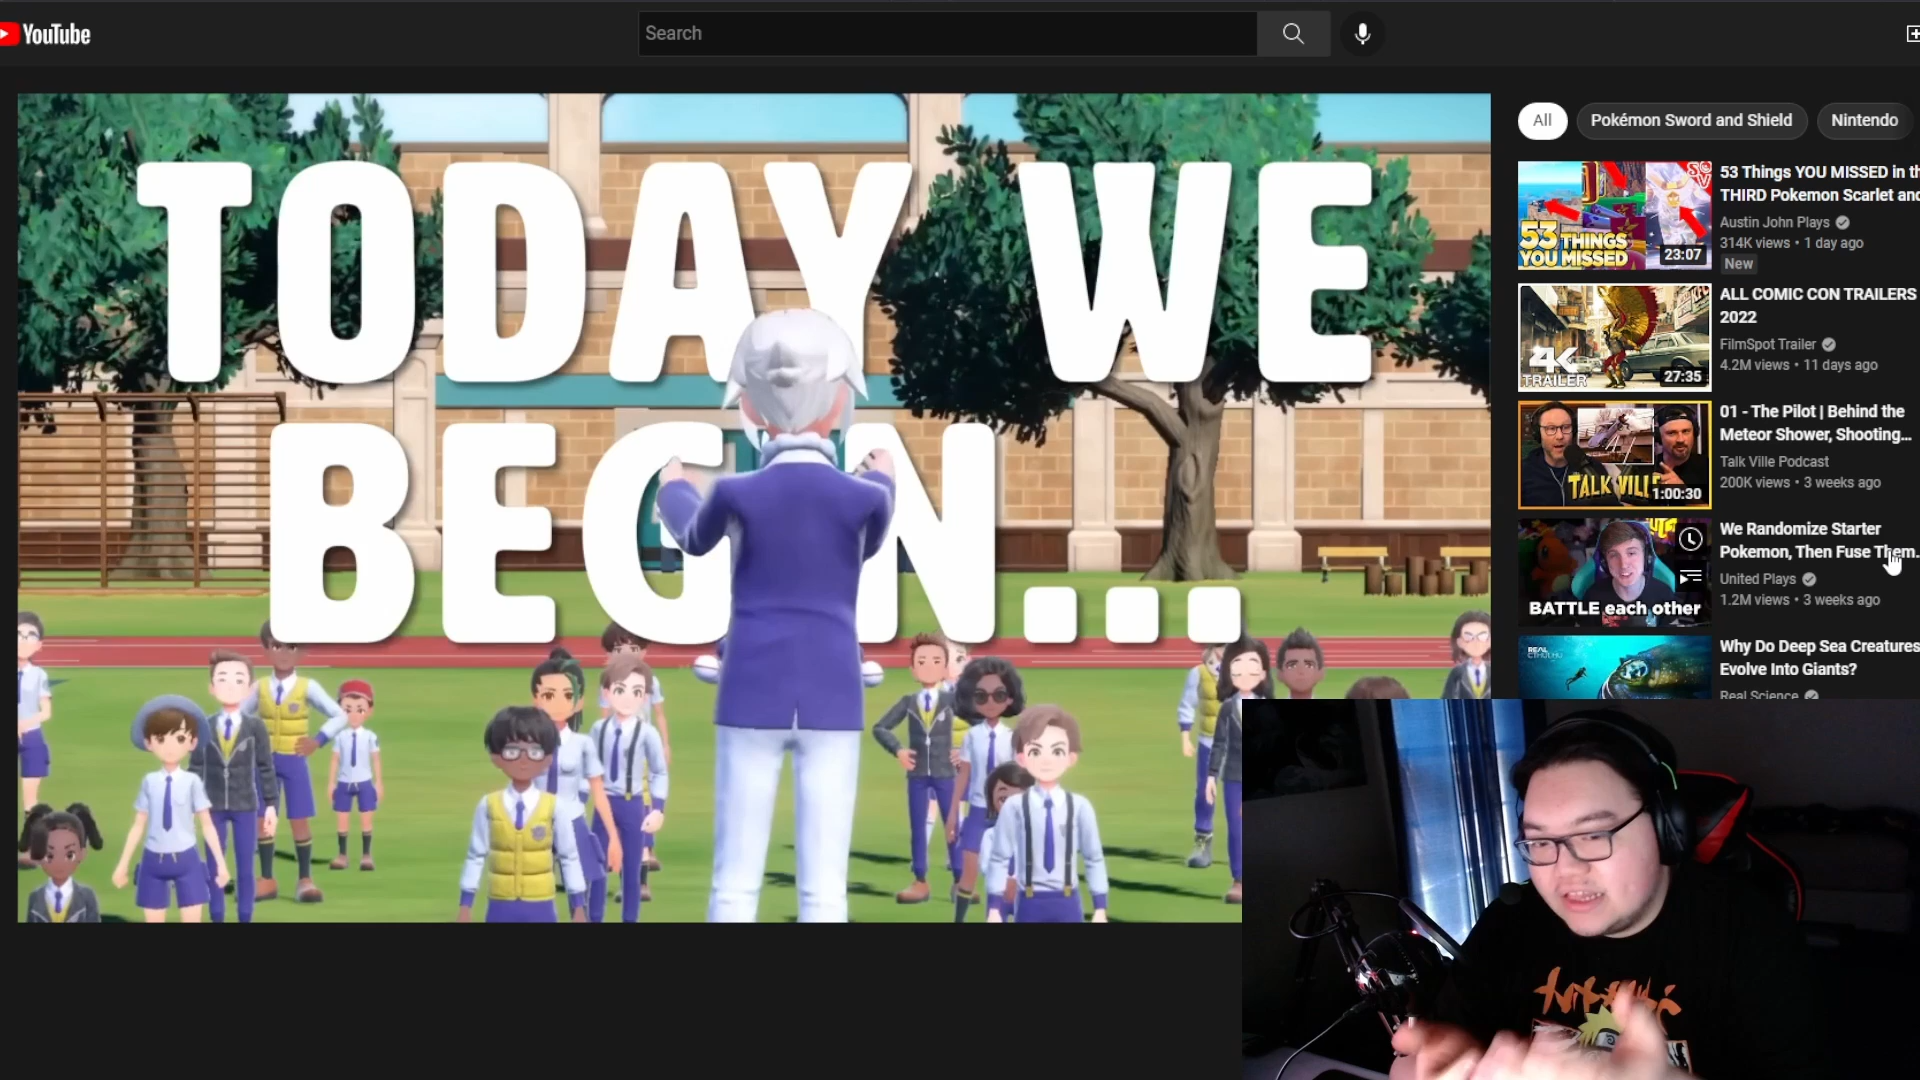 YouTube
Search
TODAY WE
BEGIN...
All
Pokémon Sword and Shield
Nintendo
53 THINGS
YOU MISSED
23:07
53 Things YOU MISSED in th
THIRD Pokemon Scarlet and
Austin John Plays
314K views • 1 day ago
New
4K
TRAILER
27:35
ALL COMIC CON TRAILERS
2022
FilmSpot Trailer
4.2M views • 11 days ago
TALK VILL
1:00:30
01 - The Pilot | Behind the
Meteor Shower, Shooting...
Talk Ville Podcast
200K views • 3 weeks ago
BATTLE each other
We Randomize Starter
Pokemon, Then Fuse Them..
United Plays
1.2M views • 3 weeks ago
REAL
CTHULHU
Why Do Deep Sea Creatures
Evolve Into Giants?
Real Science